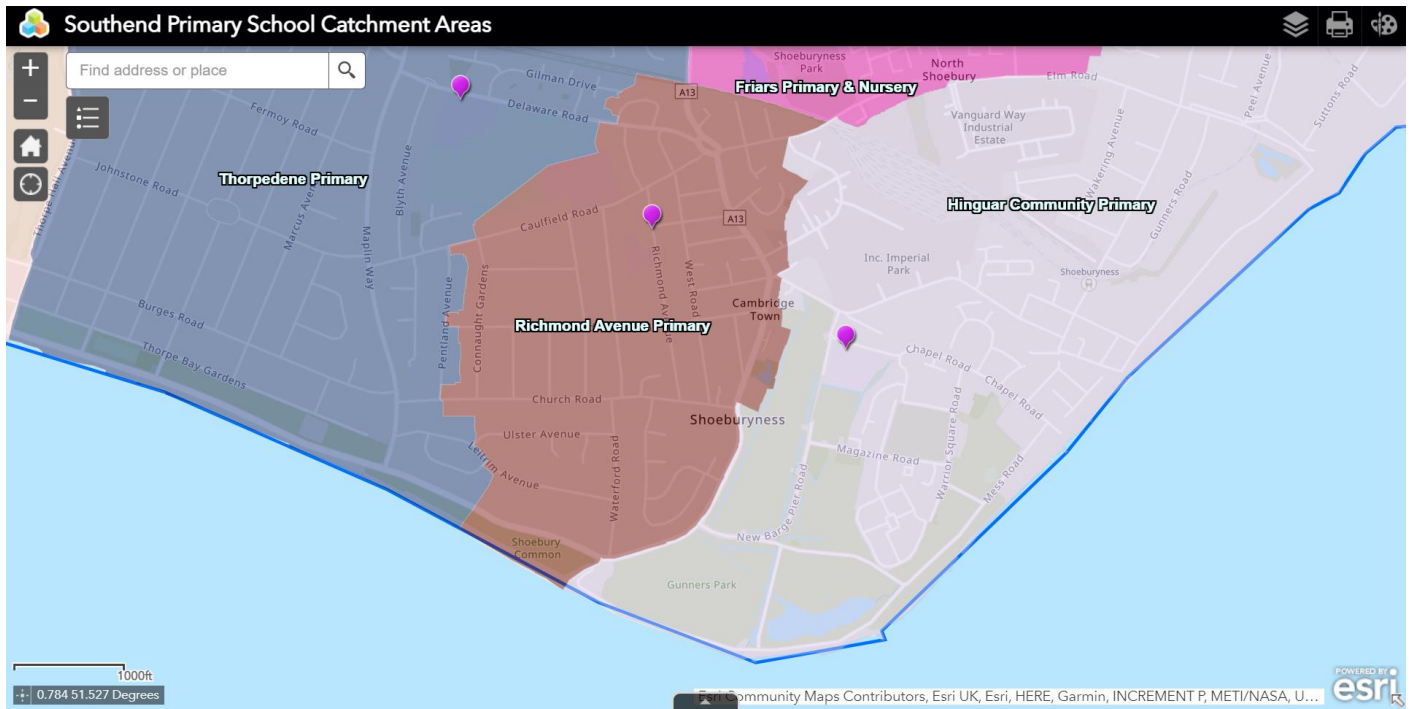 Southend Primary School Catchment Areas
+
Find address or place
−
Gilman Drive
Delaware Road
Fermoy Road
Johnstone Road
Thorpe Hall Avenue
Thorpedene Primary
Blyth Avenue
Marcus Avenue
Maplin Way
Burges Road
Thorpe Bay Gardens
Pentland Avenue
Connaught Gardens
Caulfield Road
A13
Shoeburyness
Park
North
Shoebury
Elm Road
Friars Primary & Nursery
Vanguard Way
Industrial
Estate
Peel Avenue
Suttons Road
Wakering Avenue
Gunners Road
Hinguar Community Primary
A13
Richmond Avenue
West Road
Inc. Imperial
Park
Shoeburyness
Cambridge
Town
Richmond Avenue Primary
Chapel Road
Chapel Road
Church Road
Shoeburyness
Ulster Avenue
Leitrim Avenue
Waterford Road
Magazine Road
Warrior Square Road
Mess Road
New Barge Pier Road
Shoebury
Common
Gunners Park
1000ft
0.784 51.527 Degrees
Esri Community Maps Contributors, Esri UK, Esri, HERE, Garmin, INCREMENT P, METI/NASA, U...
POWERED BY
esri